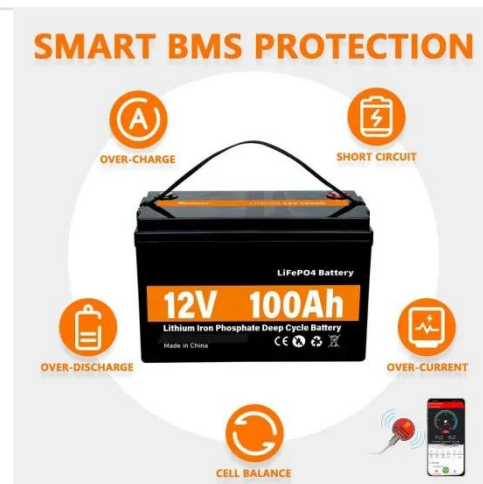 SMART BMS PROTECTION
A
OVER-CHARGE
SHORT CIRCUIT
LiFePO4 Battery
12V 100Ah
Lithium Iron Phosphate Deep Cycle Battery
Made in China
CE
OVER-DISCHARGE
OVER-CURRENT
CELL BALANCE